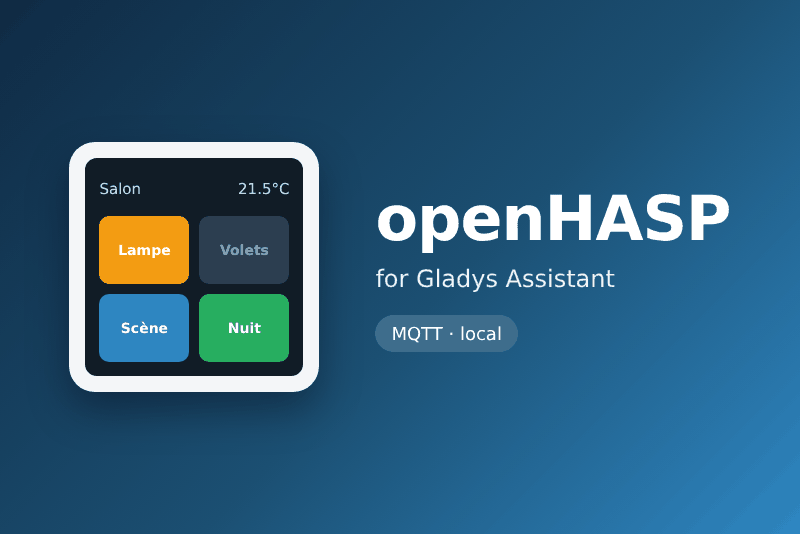 Salon 21.5°C
Lampe Volets
Scène Nuit
openHASP
for Gladys Assistant
MQTT · local